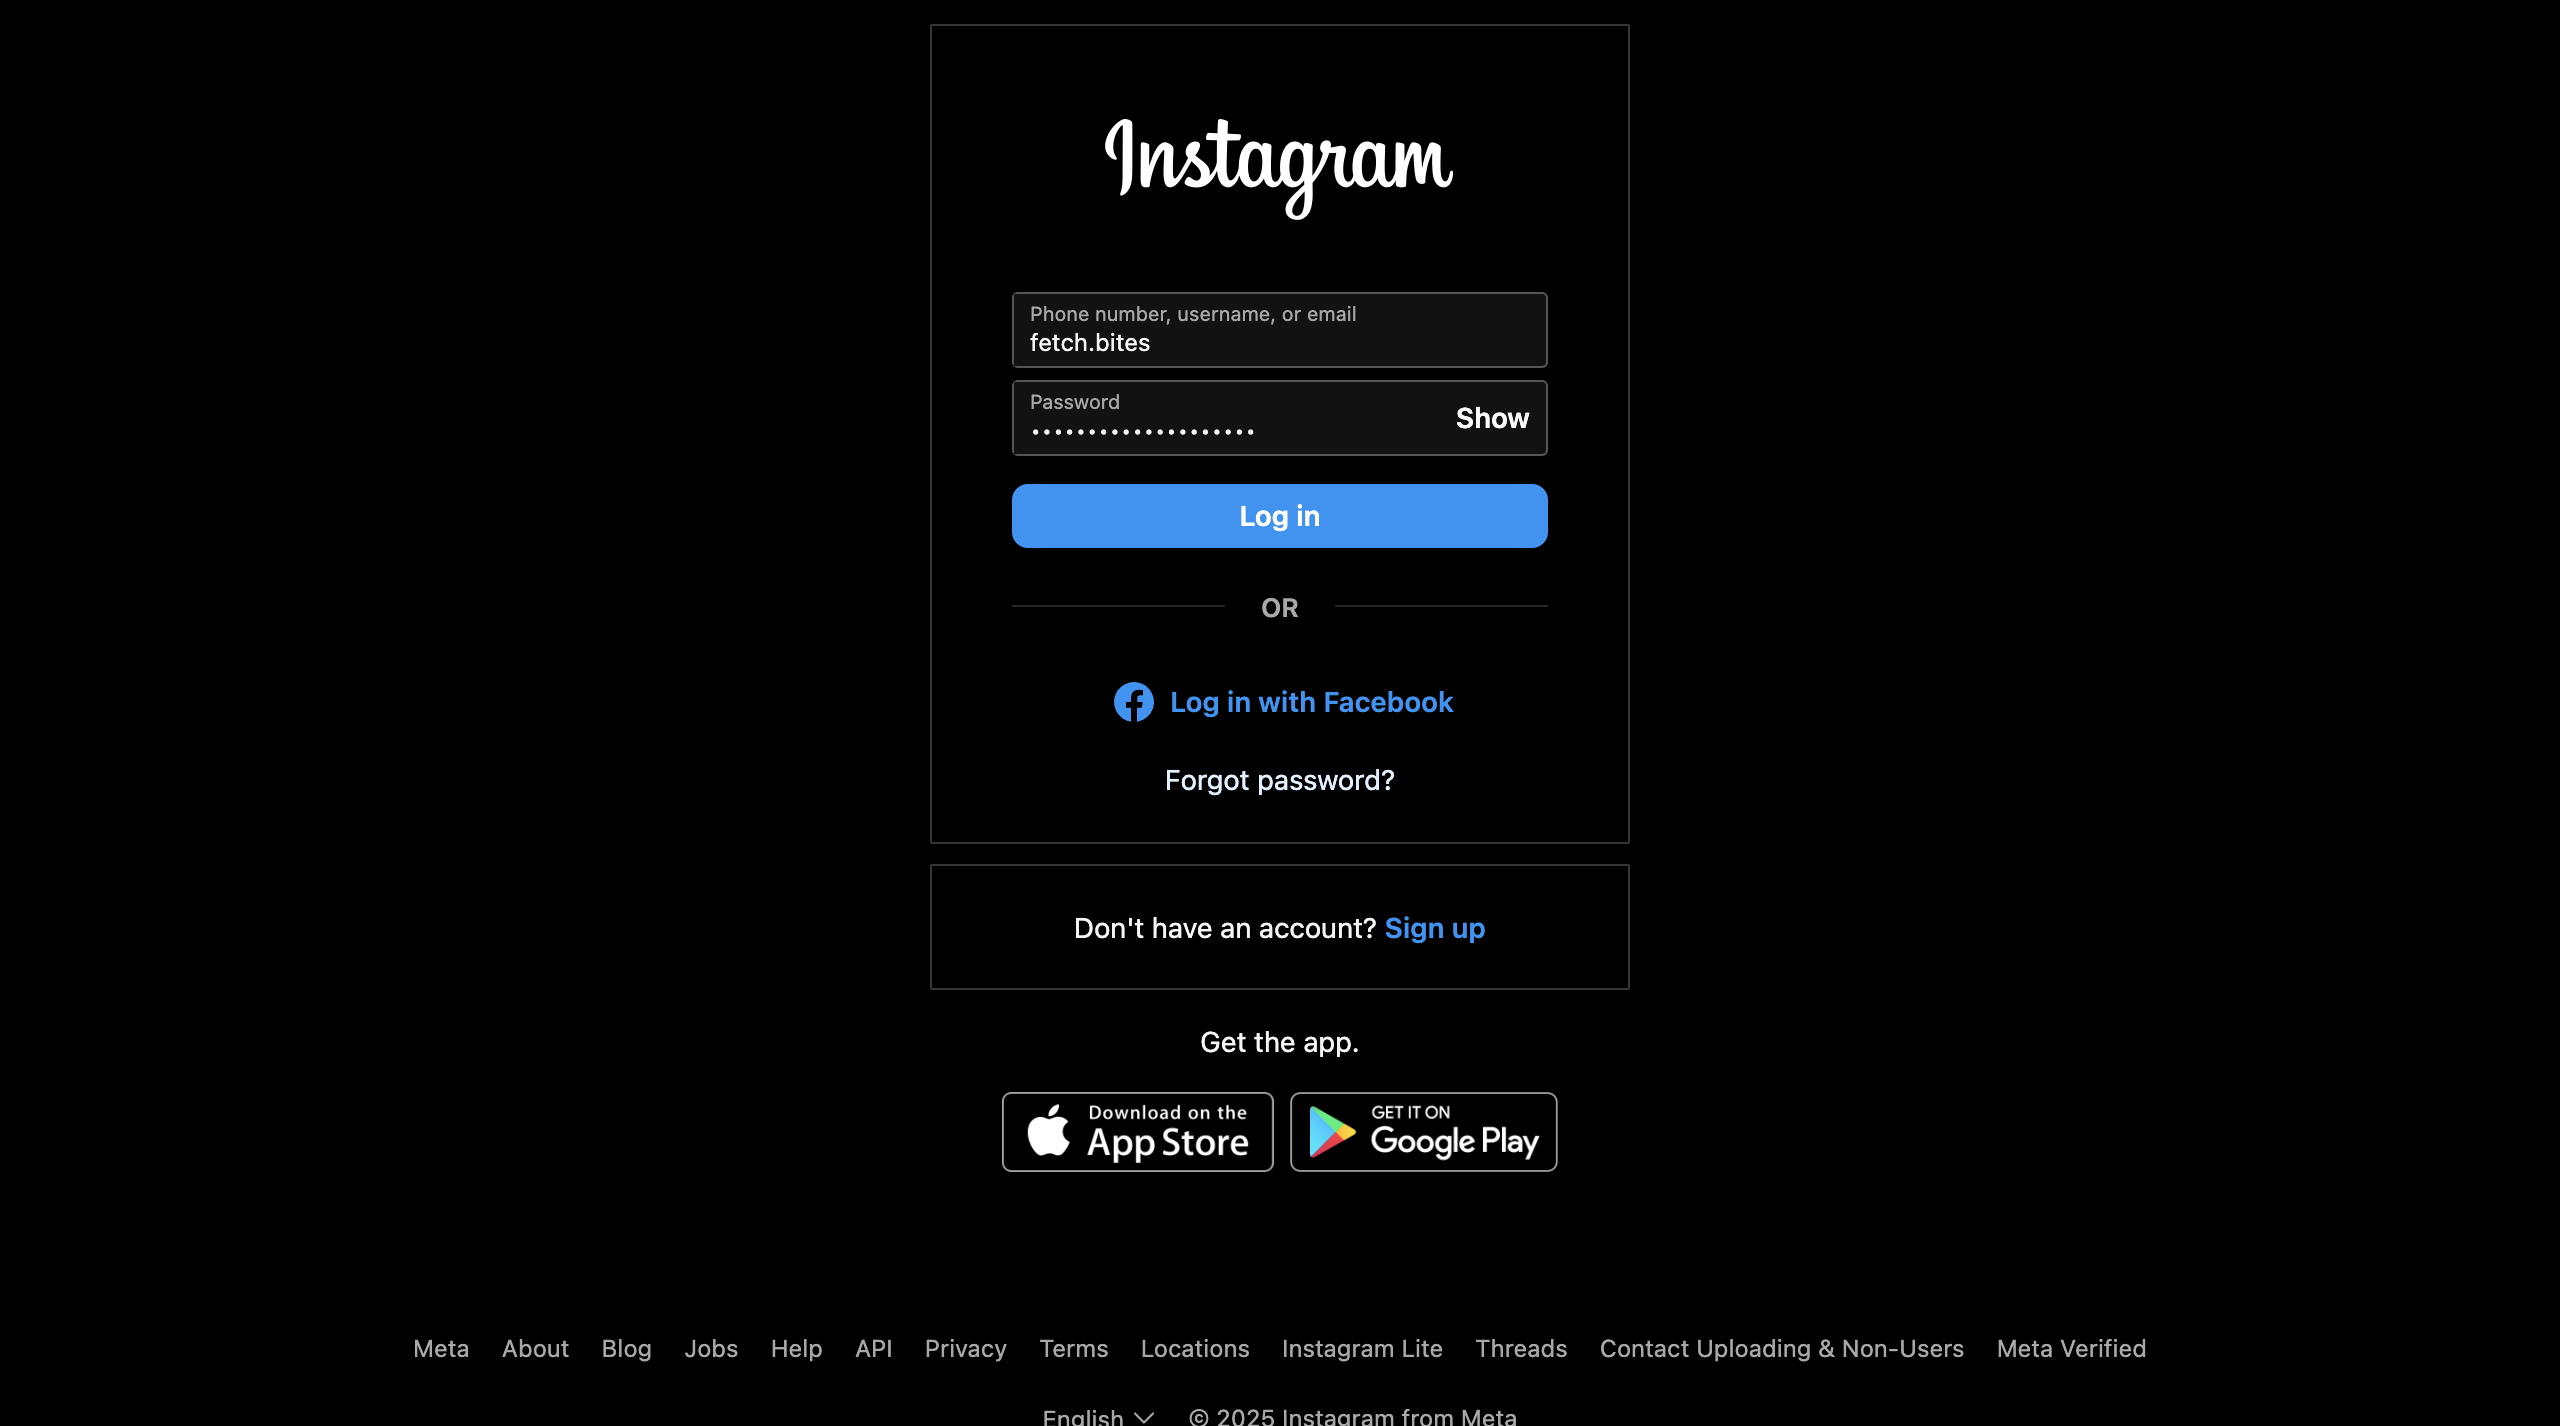 Instagram
Phone number, username, or email
fetch.bites
Password
••••••••••••••••••••
Show
Log in
OR
Log in with Facebook
Forgot password?
Don't have an account? Sign up
Get the app.
Download on the
App Store
GET IT ON
Google Play
Meta About Blog Jobs Help API Privacy Terms Locations Instagram Lite Threads Contact Uploading & Non-Users Meta Verified
English © 2025 Instagram from Meta